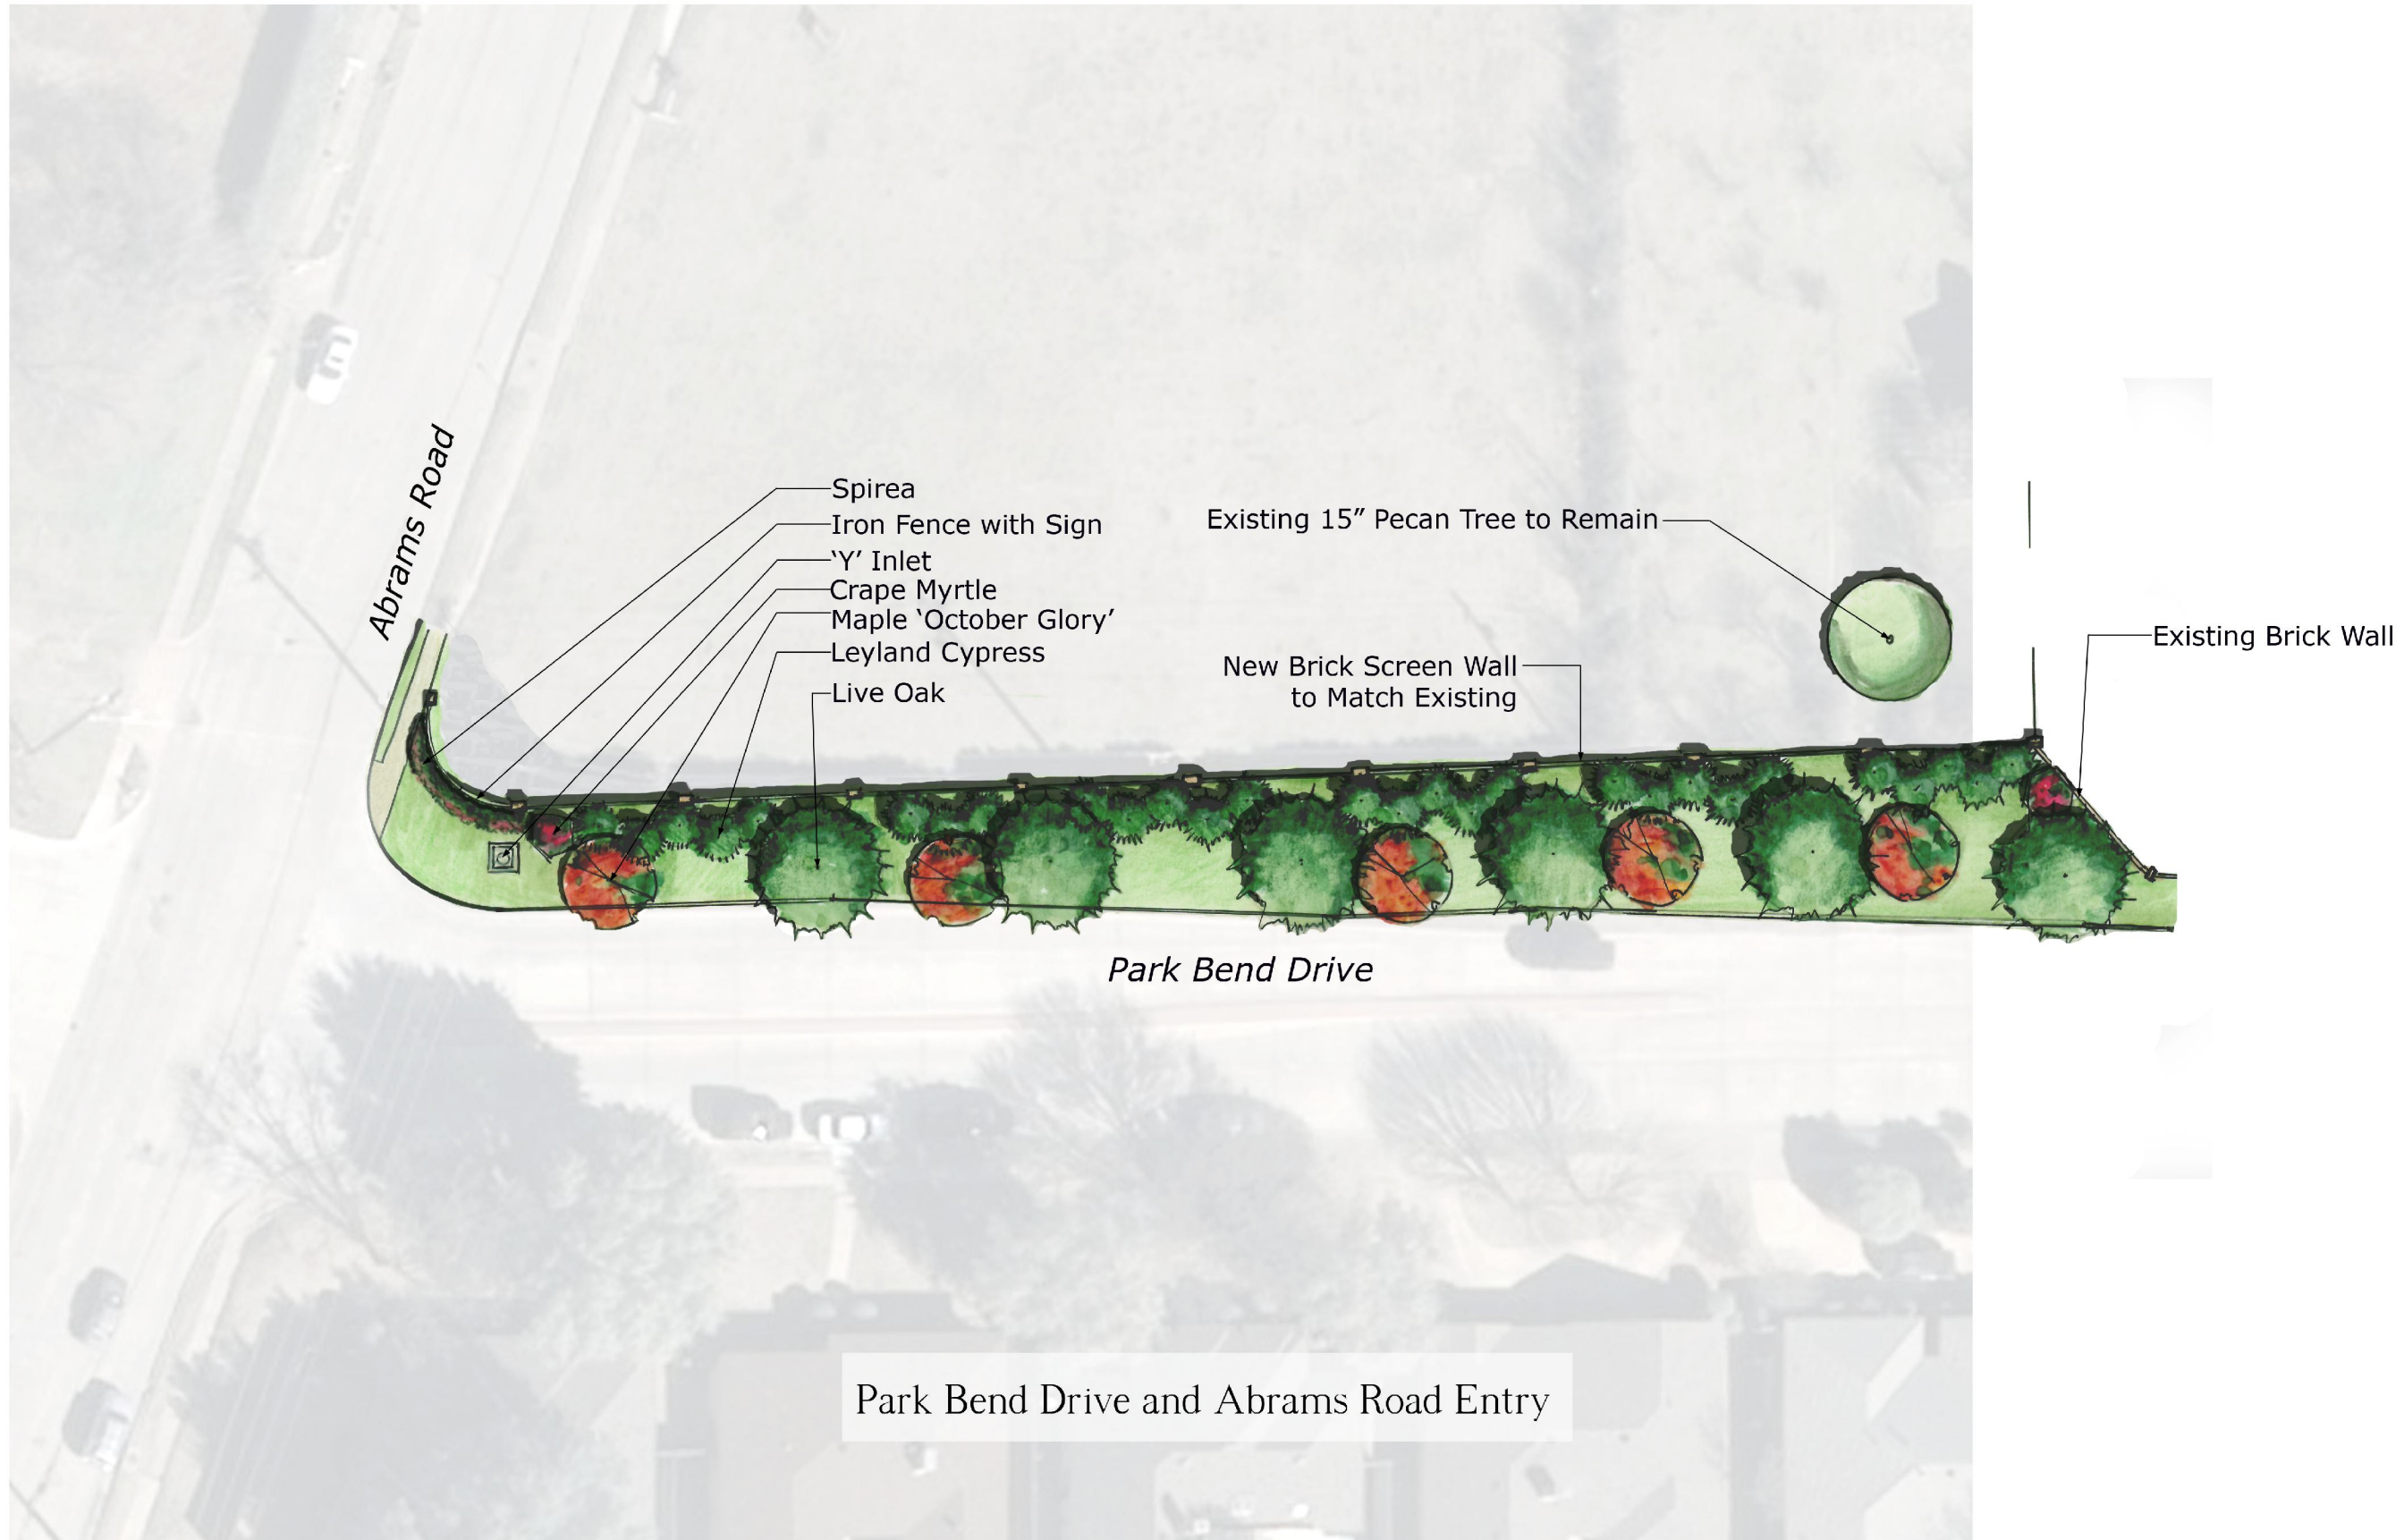 Abrams Road
Spirea
Iron Fence with Sign
‘Y’ Inlet
Crape Myrtle
Maple ‘October Glory’
Leyland Cypress
Live Oak
Existing 15” Pecan Tree to Remain
New Brick Screen Wall
to Match Existing
Existing Brick Wall
Park Bend Drive
Park Bend Drive and Abrams Road Entry